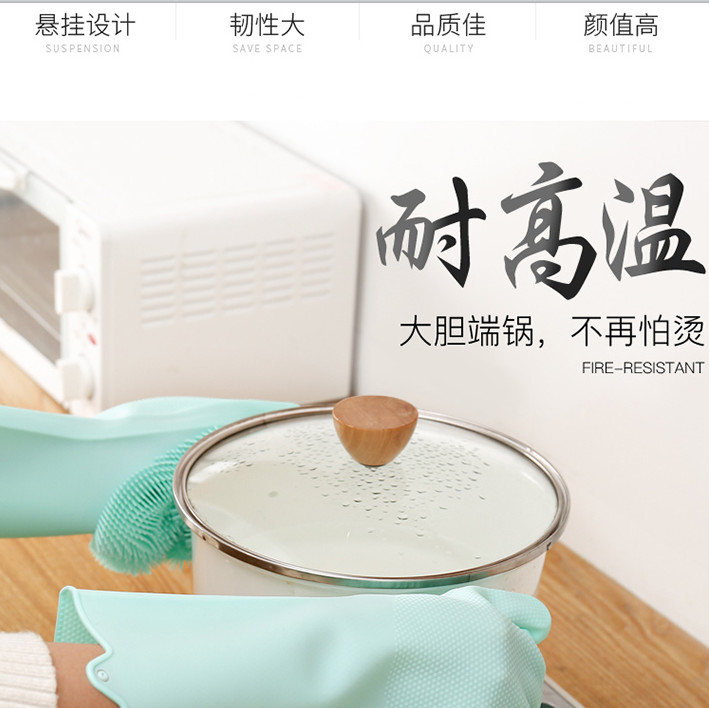 悬挂设计 韧性大 品质佳 颜值高
SUSPENSION SAVE SPACE QUALITY BEAUTIFUL
耐高温
大胆端锅，不再怕烫
FIRE-RESISTANT